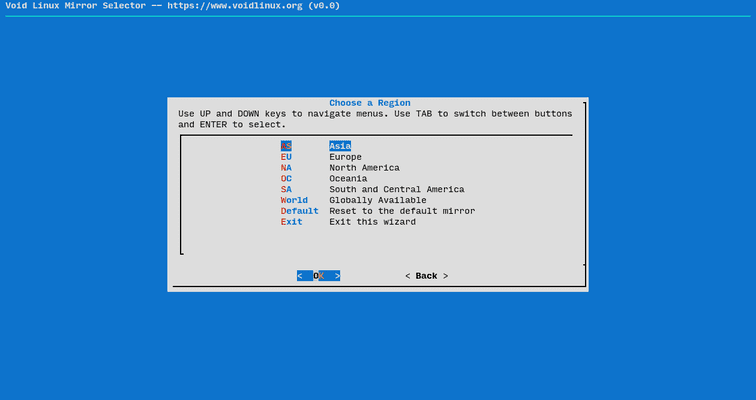 Void Linux Mirror Selector -- https://www.voidlinux.org (v0.0)
Choose a Region
Use UP and DOWN keys to navigate menus. Use TAB to switch between buttons
and ENTER to select.
AS Asia
EU Europe
NA North America
OC Oceania
SA South and Central America
World Globally Available
Default Reset to the default mirror
Exit Exit this wizard
< OK > < Back >